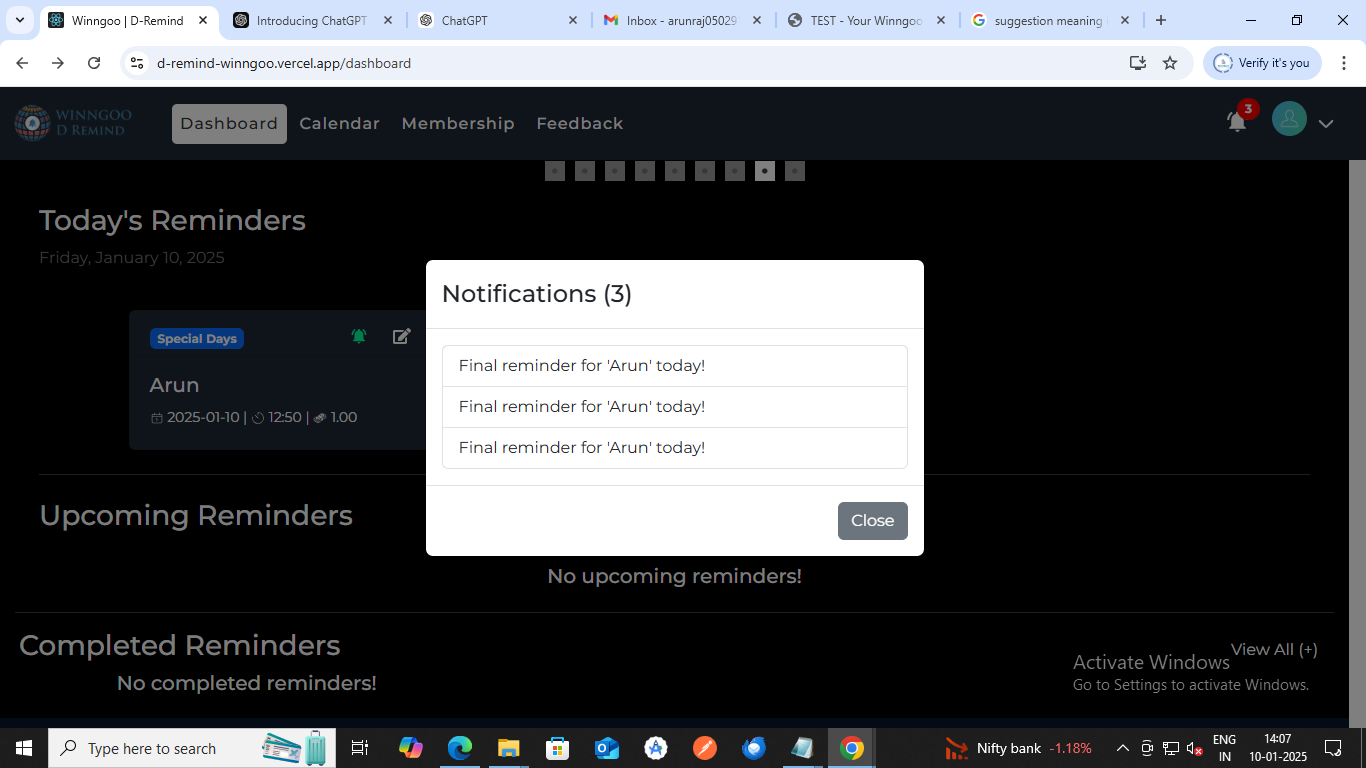 Winngoo | D-Remind
Introducing ChatGPT
ChatGPT
Inbox - arunraj05029
TEST - Your Winngoo
suggestion meaning
d-remind-winngoo.vercel.app/dashboard
Verify it's you
WINNGOO
D REMIND
Dashboard
Calendar
Membership
Feedback
3
Today's Reminders
Friday, January 10, 2025
Special Days
Arun
2025-01-10 | 12:50 | 1.00
Notifications (3)
Final reminder for 'Arun' today!
Final reminder for 'Arun' today!
Final reminder for 'Arun' today!
Close
Upcoming Reminders
No upcoming reminders!
Completed Reminders
View All (+)
No completed reminders!
Activate Windows
Go to Settings to activate Windows.
Type here to search
Nifty bank -1.18%
ENG
IN
14:07
10-01-2025